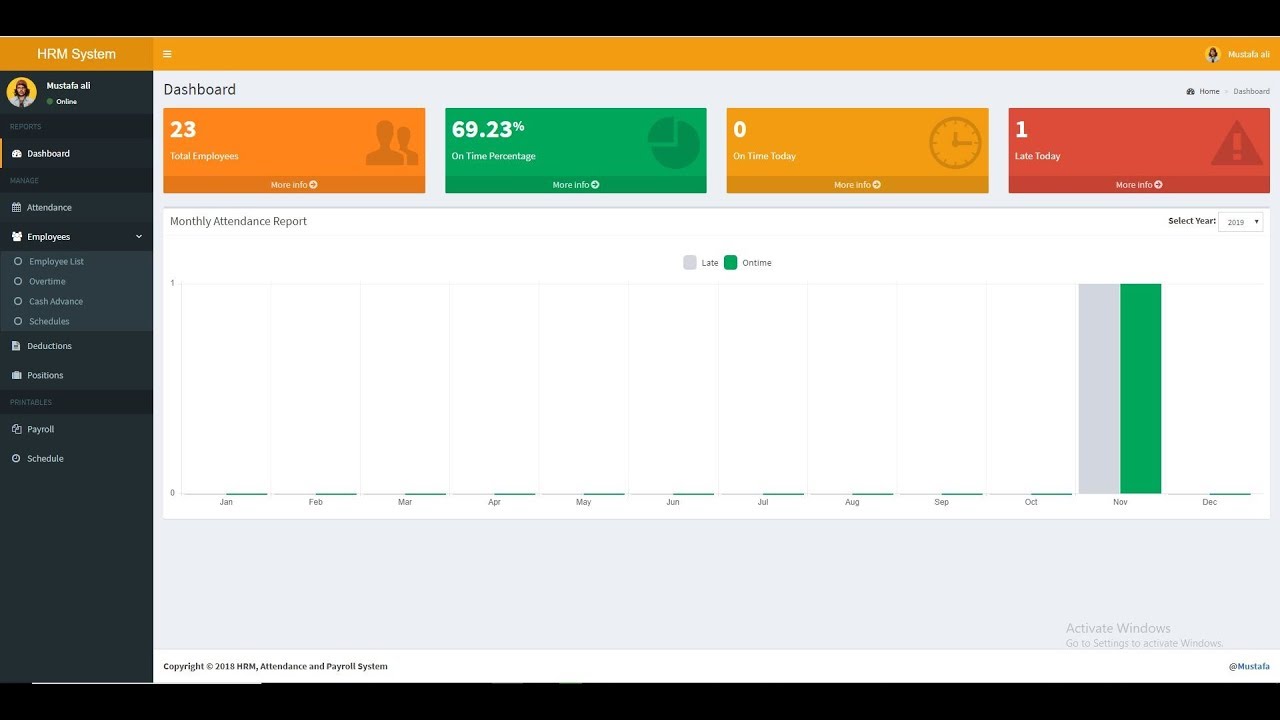 HRM System
Mustafa ali
Mustafa ali
Online
REPORTS
Dashboard
MANAGE
Attendance
Employees
Employee List
Overtime
Cash Advance
Schedules
Deductions
Positions
PRINTABLES
Payroll
Schedule
Dashboard
Home > Dashboard
23
Total Employees
More info
69.23%
On Time Percentage
More info
0
On Time Today
More info
1
Late Today
More info
Monthly Attendance Report
Select Year: 2019
Late Ontime
1
0
Jan Feb Mar Apr May Jun Jul Aug Sep Oct Nov Dec
Activate Windows
Go to Settings to activate Windows.
Copyright © 2018 HRM, Attendance and Payroll System
@Mustafa